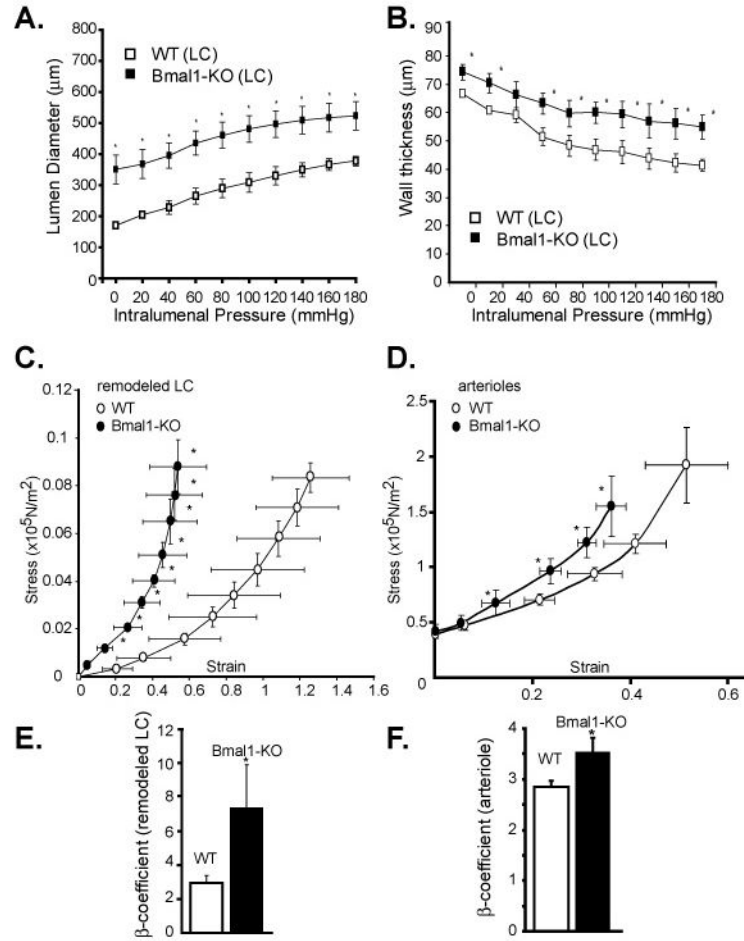 A.
Lumen Diameter (μm)
800
700
600
500
400
300
200
100
0
WT (LC)
Bmal1-KO (LC)
0 20 40 60 80 100 120 140 160 180
Intralumenal Pressure (mmHg)
B.
Wall thickness (μm)
90
80
70
60
50
40
30
20
10
0
WT (LC)
Bmal1-KO (LC)
0 20 40 60 80 100 120 140 160 180
Intralumenal Pressure (mmHg)
C.
Stress (x10⁵N/m²)
0.12
0.1
0.08
0.06
0.04
0.02
0
remodeled LC
WT
Bmal1-KO
* * * * * * * *
Strain
0.2 0.4 0.6 0.8 1 1.2 1.4 1.6
D.
Stress (x10⁵N/m²)
2.5
2
1.5
1
0.5
0
arterioles
WT
Bmal1-KO
* * * *
Strain
0.2 0.4 0.6
E.
β-coefficient (remodeled LC)
12
10
8
6
4
2
0
WT
Bmal1-KO
*
F.
β-coefficient (arteriole)
4
3
3
2
2
1
1
0
WT
Bmal1-KO
*